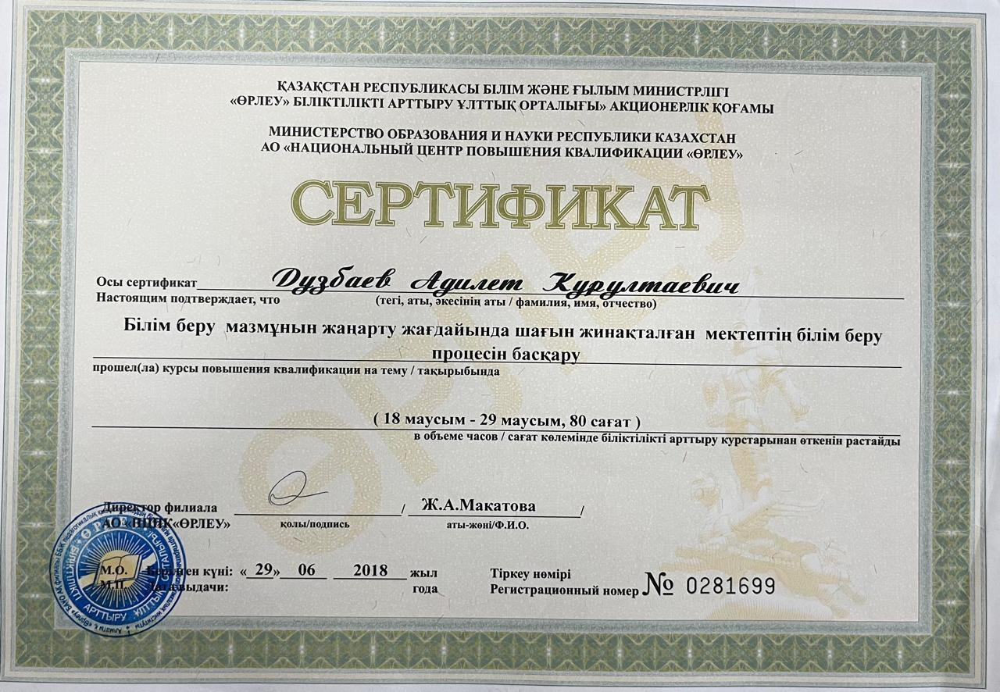 ҚАЗАҚСТАН РЕСПУБЛИКАСЫ БІЛІМ ЖӘНЕ ҒЫЛЫМ МИНИСТРЛІГІ
«ӨРЛЕУ» БІЛІКТІЛІКТІ АРТТЫРУ ҰЛТТЫҚ ОРТАЛЫҒЫ» АКЦИОНЕРЛІК ҚОҒАМЫ
МИНИСТЕРСТВО ОБРАЗОВАНИЯ И НАУКИ РЕСПУБЛИКИ КАЗАХСТАН
АО «НАЦИОНАЛЬНЫЙ ЦЕНТР ПОВЫШЕНИЯ КВАЛИФИКАЦИИ «ӨРЛЕУ»
СЕРТИФИКАТ
Осы сертификат Дузбаев Адилет Курултаевич
Настоящим подтверждает, что (тегі, аты, әкесінің аты / фамилия, имя, отчество)
Білім беру мазмұнын жаңарту жағдайында шағын жинақталған мектептің білім беру
процесін басқару
прошел(ла) курсы повышения квалификации на тему / тақырыбында
( 18 маусым - 29 маусым, 80 сағат )
в объеме часов / сағат көлемінде біліктілікті арттыру курстарынан өткенін растайды
Директор филиала / Ж.А.Макатова /
АО «НЦПК«ӨРЛЕУ» қолы/подпись аты-жөні/Ф.И.О.
М.О. Берілген күні: « 29» 06 2018 жыл Тіркеу нөмірі
М.П. Дата выдачи: года Регистрационный номер № 0281699
БІЛІКТІЛІКТІ АРТТЫРУ ҰЛТТЫҚ ОРТАЛЫҒЫ
ӨРЛЕУ